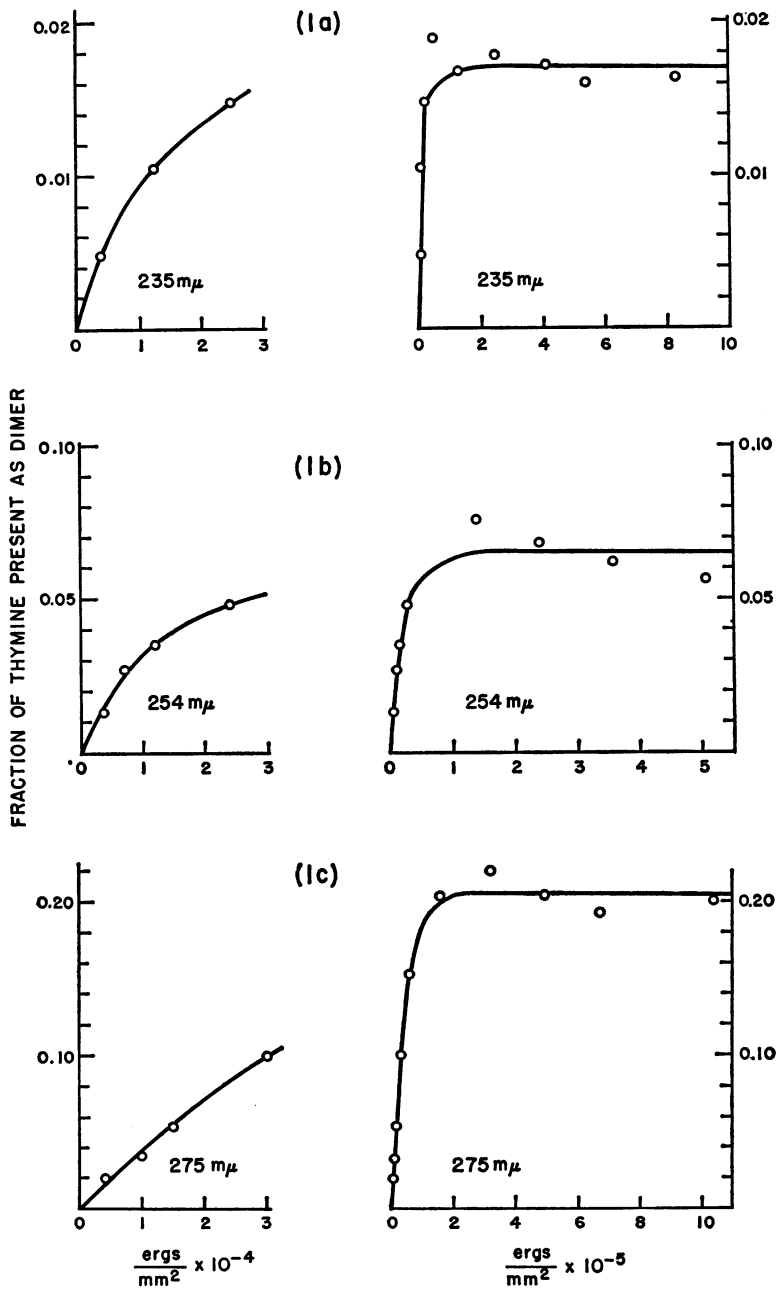 (1a)
0.02
0.01
235 mμ
0 1 2 3
0.02
0.01
235 mμ
0 2 4 6 8 10
FRACTION OF THYMINE PRESENT AS DIMER
(1b)
0.10
0.05
254 mμ
0 1 2 3
0.10
0.05
254 mμ
0 1 2 3 4 5
(1c)
0.20
0.10
275 mμ
0 1 2 3
ergs/mm² × 10⁻⁴
0.20
0.10
275 mμ
0 2 4 6 8 10
ergs/mm² × 10⁻⁵